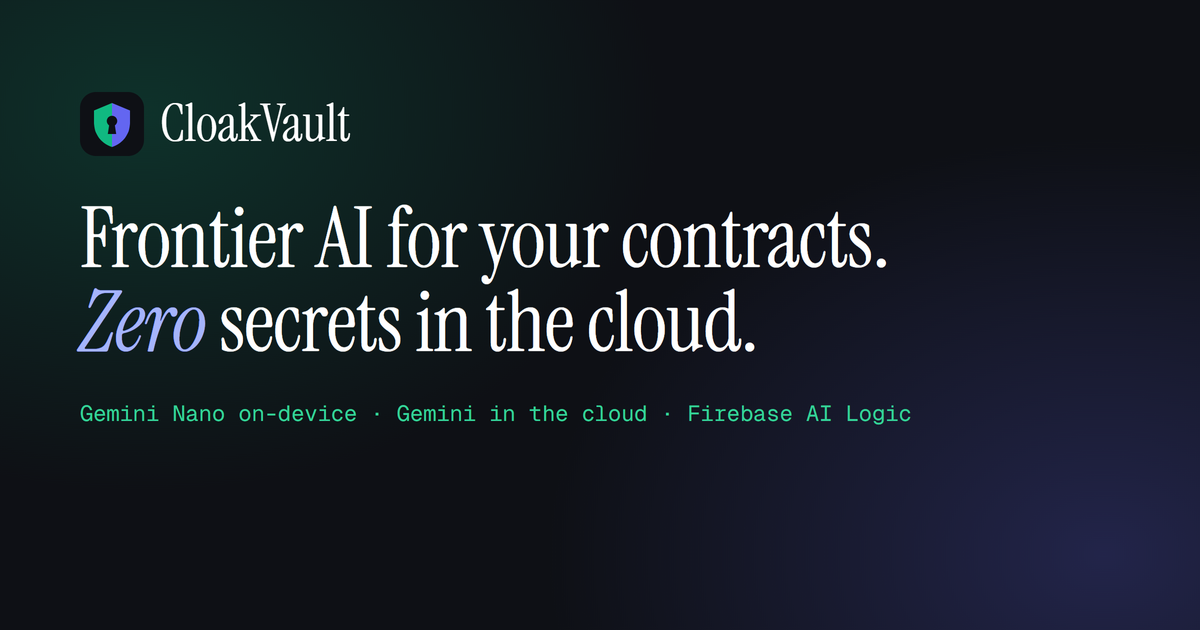 CloakVault
Frontier AI for your contracts.
Zero secrets in the cloud.
Gemini Nano on-device · Gemini in the cloud · Firebase AI Logic